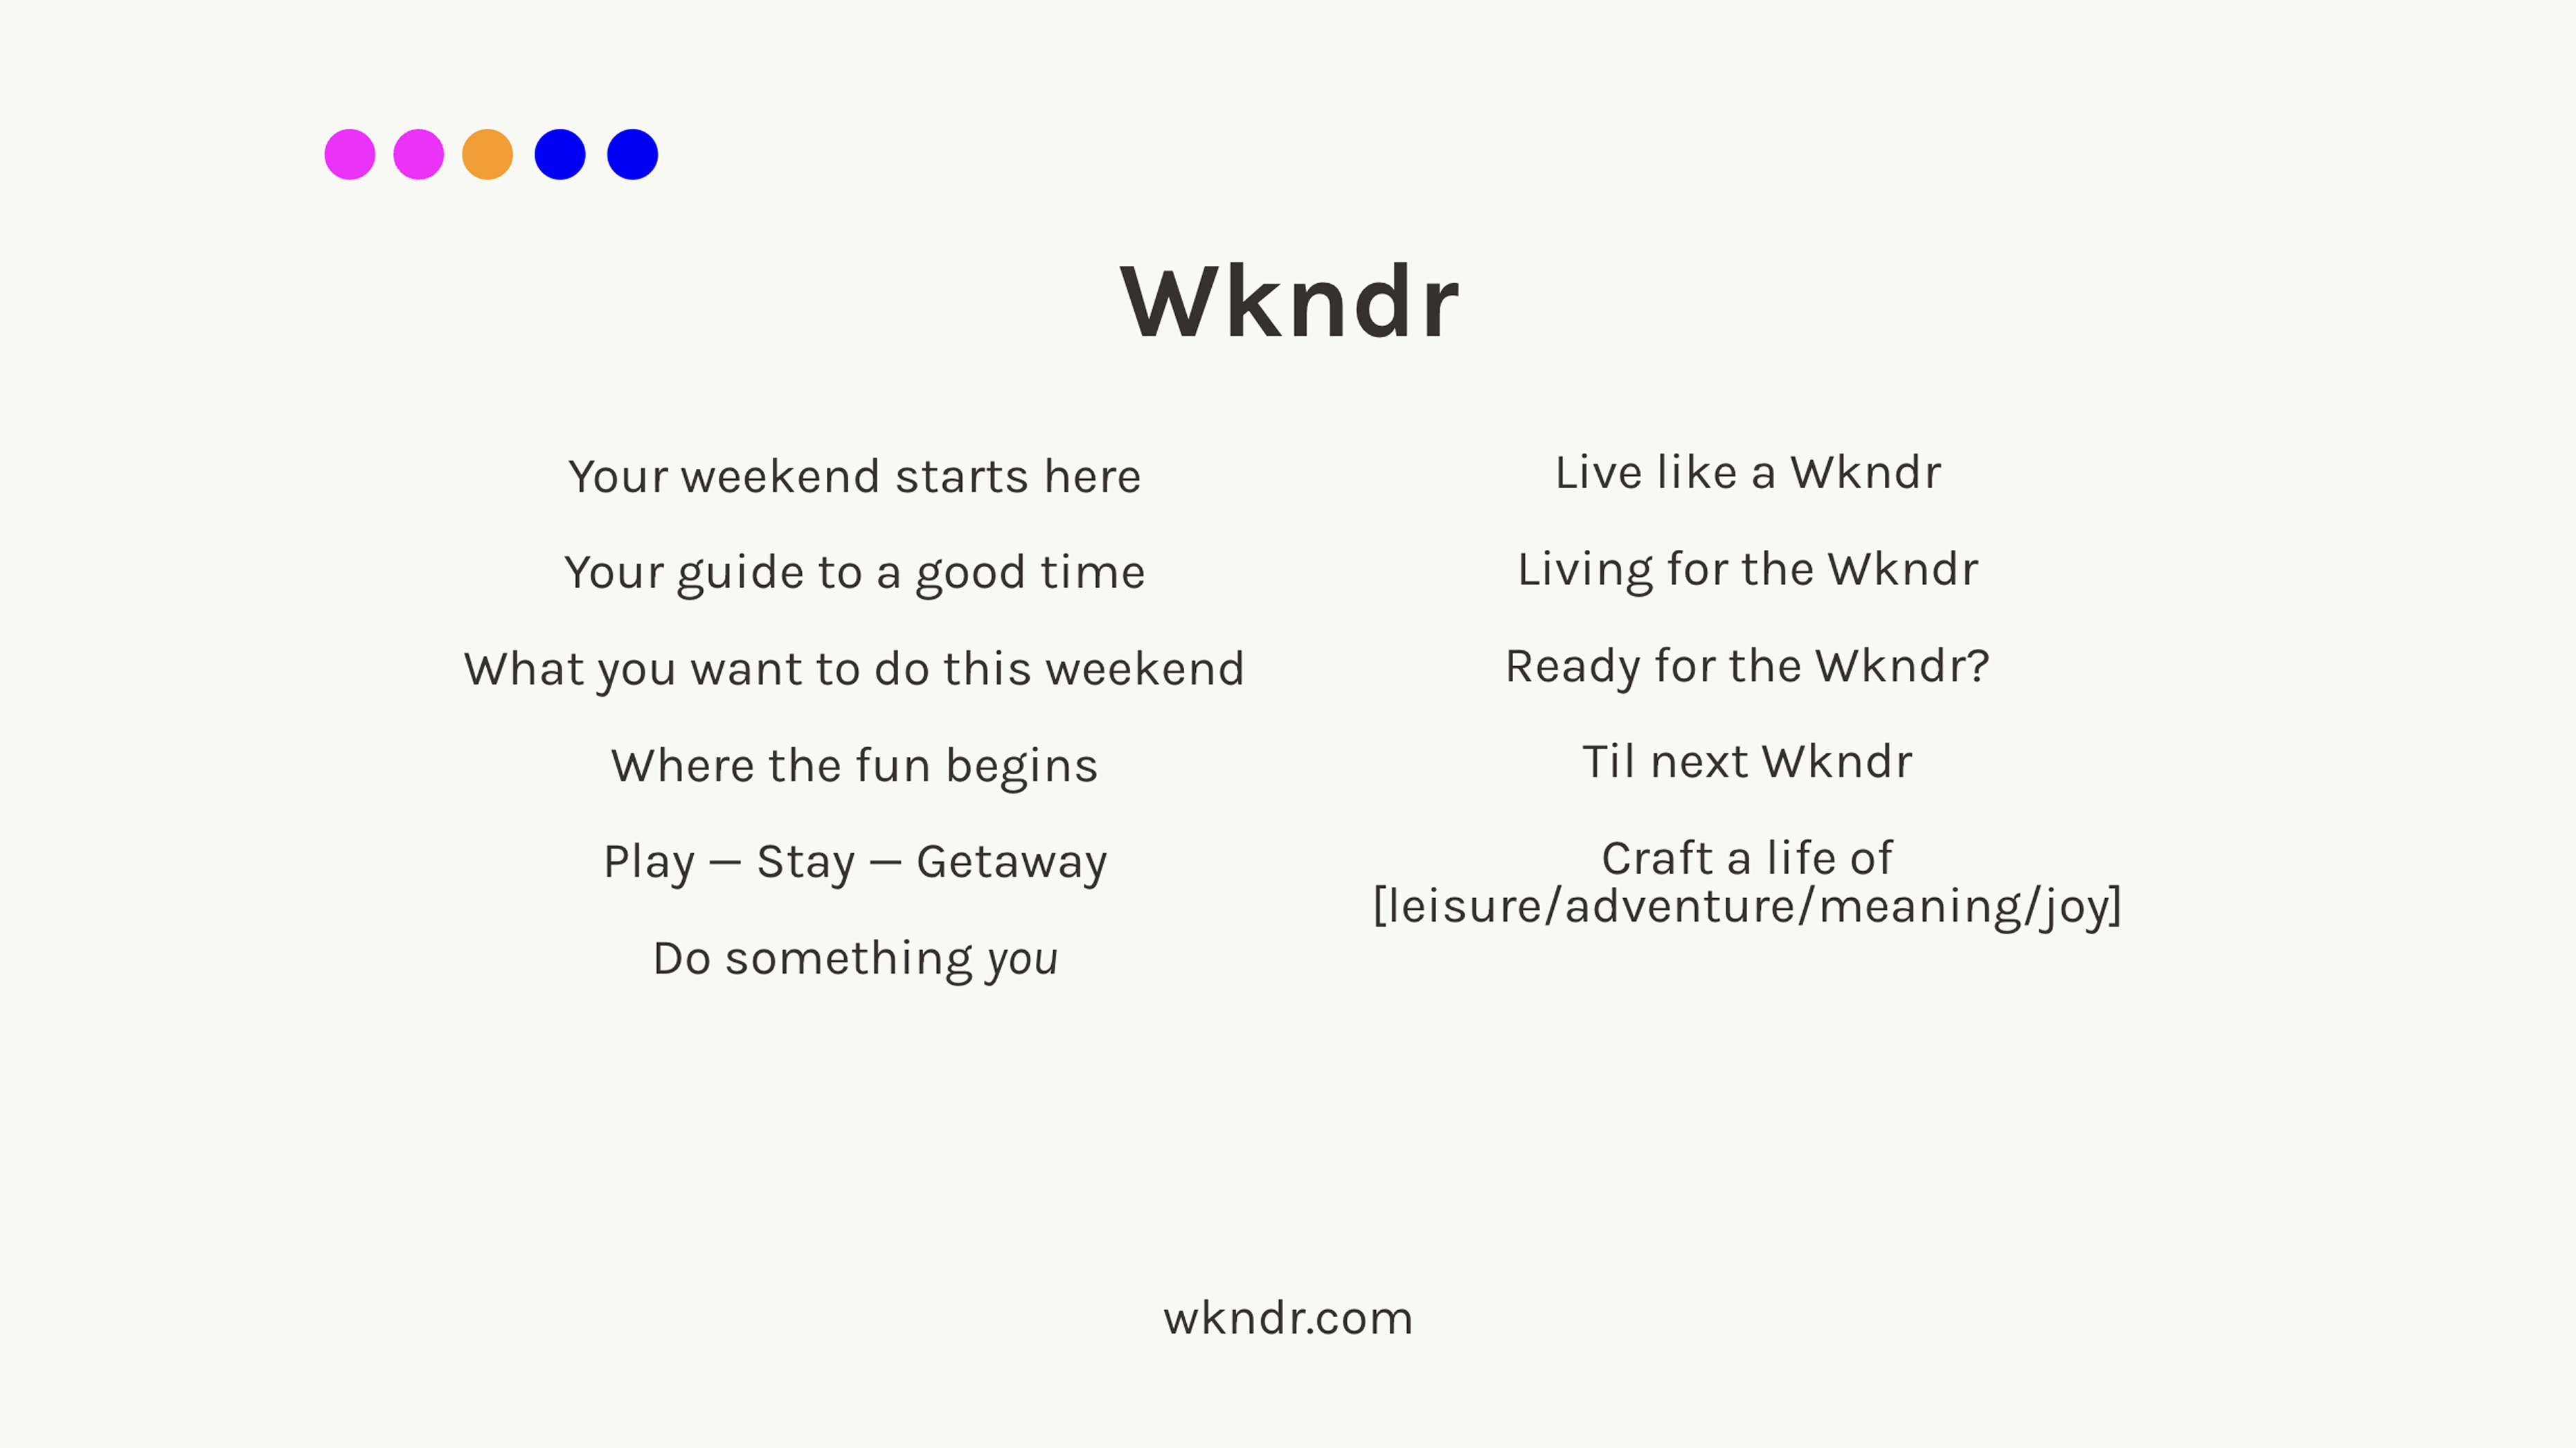 Wkndr
Your weekend starts here
Your guide to a good time
What you want to do this weekend
Where the fun begins
Play — Stay — Getaway
Do something you
Live like a Wkndr
Living for the Wkndr
Ready for the Wkndr?
Til next Wkndr
Craft a life of
[leisure/adventure/meaning/joy]
wkndr.com